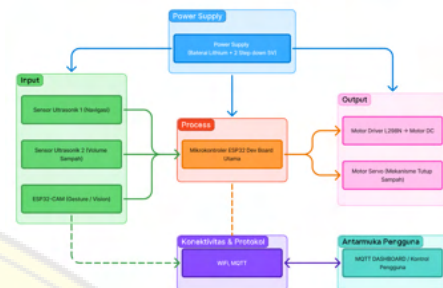 Power Supply
Power Supply
(Baterai Lithium + 2 Step-down 5V)
Input
Sensor Ultrasonik 1 (Navigasi)
Sensor Ultrasonik 2 (Volume
Sampah)
ESP32-CAM (Gesture / Vision)
Process
Mikrokontroler ESP32 Dev Board
Utama
Output
Motor Driver L298N → Motor DC
Motor Servo (Mekanisme Tutup
Sampah)
Konektivitas & Protokol
WiFi MQTT
Antarmuka Pengguna
MQTT DASHBOARD / Kontrol
Pengguna